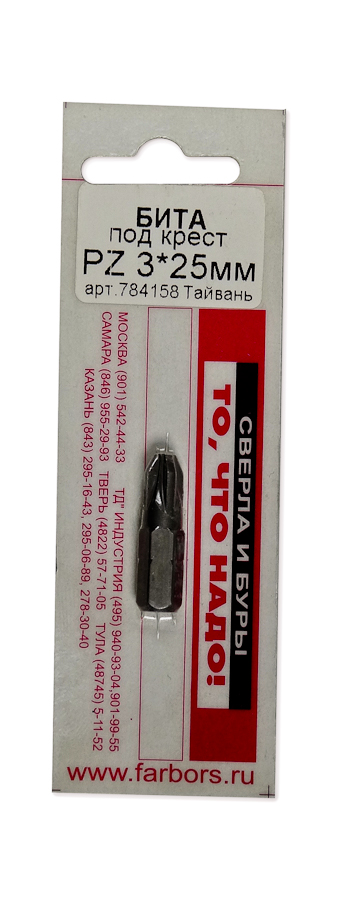 БИТА
под крест
PZ 3*25мм
арт.784158 Тайвань
СВЕРЛА И БУРЫ
ТО, ЧТО НАДО!
МОСКВА (901) 542-44-33 ТД" ИНДУСТРИЯ (495) 940-93-04,901-99-55
САМАРА (846) 955-29-93 ТВЕРЬ (4822) 57-71-05 ТУЛА (48745) 5-11-52
КАЗАНЬ (843) 295-16-43, 295-06-89, 278-30-40
www.farbors.ru